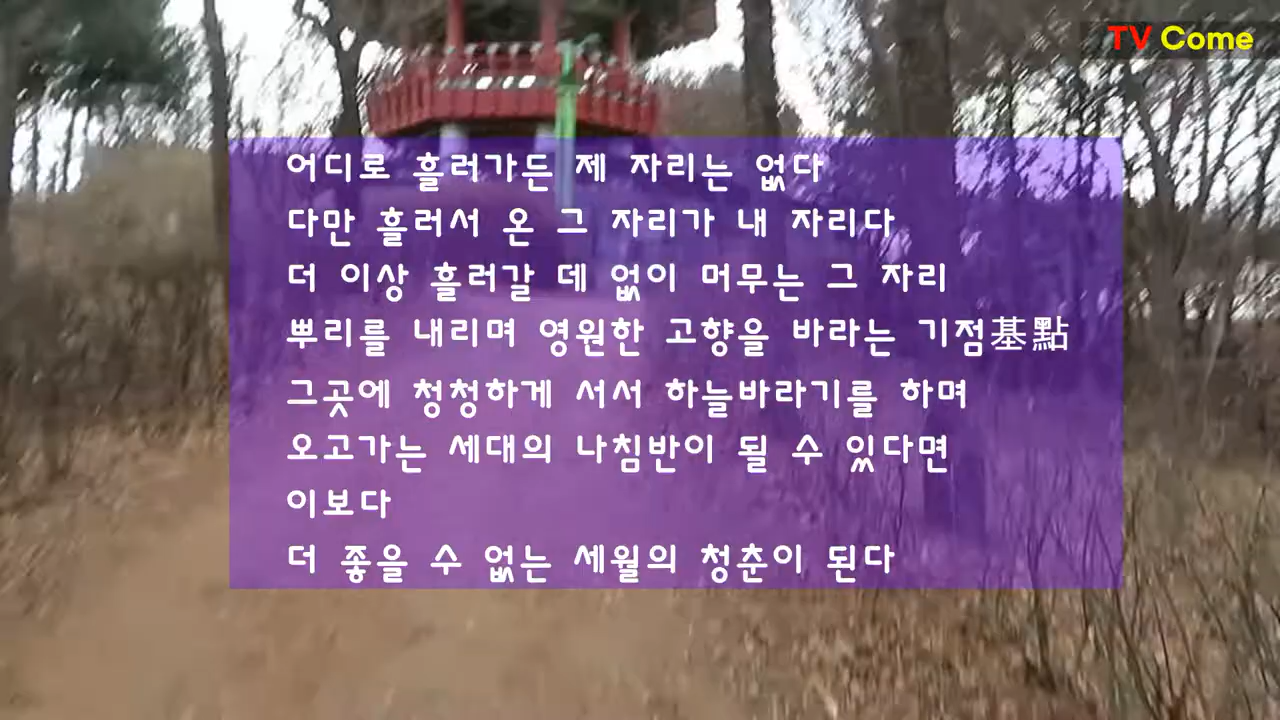 TV Come
어디로 흘러가든 제 자리는 없다
다만 흘러서 온 그 자리가 내 자리다
더 이상 흘러갈 데 없이 머무는 그 자리
뿌리를 내리며 영원한 고향을 바라는 기점基點
그곳에 청청하게 서서 하늘바라기를 하며
오고가는 세대의 나침반이 될 수 있다면
이보다
더 좋을 수 없는 세월의 청춘이 된다